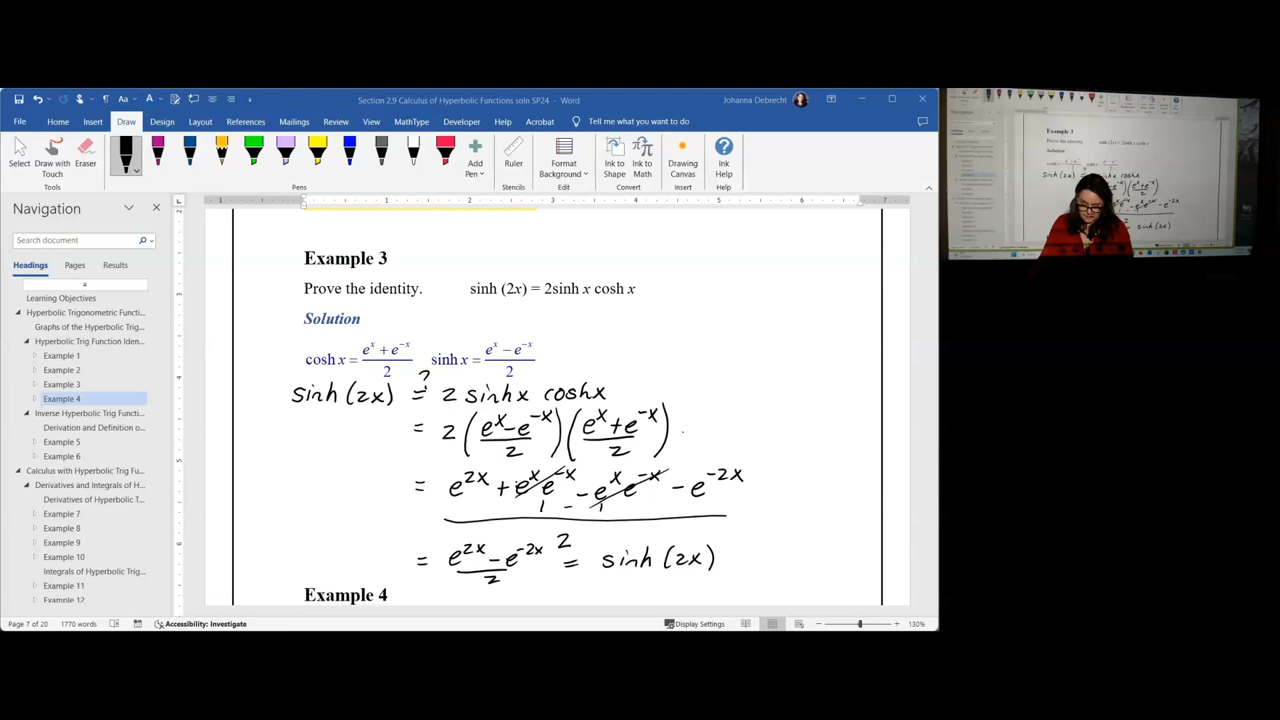 Section 2.9 Calculus of Hyperbolic Functions soln SP24 - Word
Johanna Debrecht
File Home Insert Draw Design Layout References Mailings Review View MathType Developer Help Acrobat Tell me what you want to do
Select
Draw with Touch
Eraser
Add Pen
Ruler
Format Background
Ink to Shape
Ink to Math
Drawing Canvas
Ink Help
Tools Pens Stencils Edit Convert Insert Help
Navigation
Search document
Headings Pages Results
Learning Objectives
Hyperbolic Trigonometric Functi...
Graphs of the Hyperbolic Trig...
Hyperbolic Trig Function Iden...
Example 1
Example 2
Example 3
Example 4
Inverse Hyperbolic Trig Functi...
Derivation and Definition o...
Example 5
Example 6
Calculus with Hyperbolic Trig Fun...
Derivatives and Integrals of H...
Derivatives of Hyperbolic T...
Example 7
Example 8
Example 9
Example 10
Integrals of Hyperbolic Trig...
Example 11
Example 12
Example 3
Prove the identity. sinh (2x) = 2sinh x cosh x
Solution
cosh x = (e^x + e^-x)/2 sinh x = (e^x − e^-x)/2
sinh (2x) ?= 2 sinhx coshx
= 2 ((e^x − e^-x)/2) ((e^x + e^-x)/2)
= e^2x + e^x e^-x − e^x e^-x − e^-2x
1 - 1
2
= (e^2x − e^-2x)/2 = sinh (2x)
Example 4
Page 7 of 20 1770 words Accessibility: Investigate Display Settings 130%